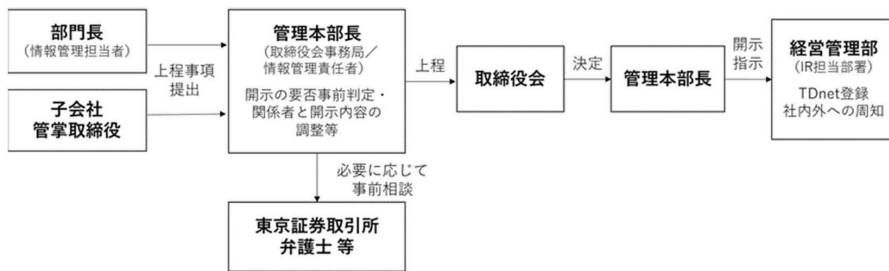 部門長
(情報管理担当者)
上程事項
提出
子会社
管掌取締役
管理本部長
(取締役会事務局／
情報管理責任者)
開示の要否事前判定・
関係者と開示内容の
調整等
必要に応じて
事前相談
東京証券取引所
弁護士 等
上程
取締役会
決定
管理本部長
開示
指示
経営管理部
(IR担当部署)
TDnet登録
社内外への周知